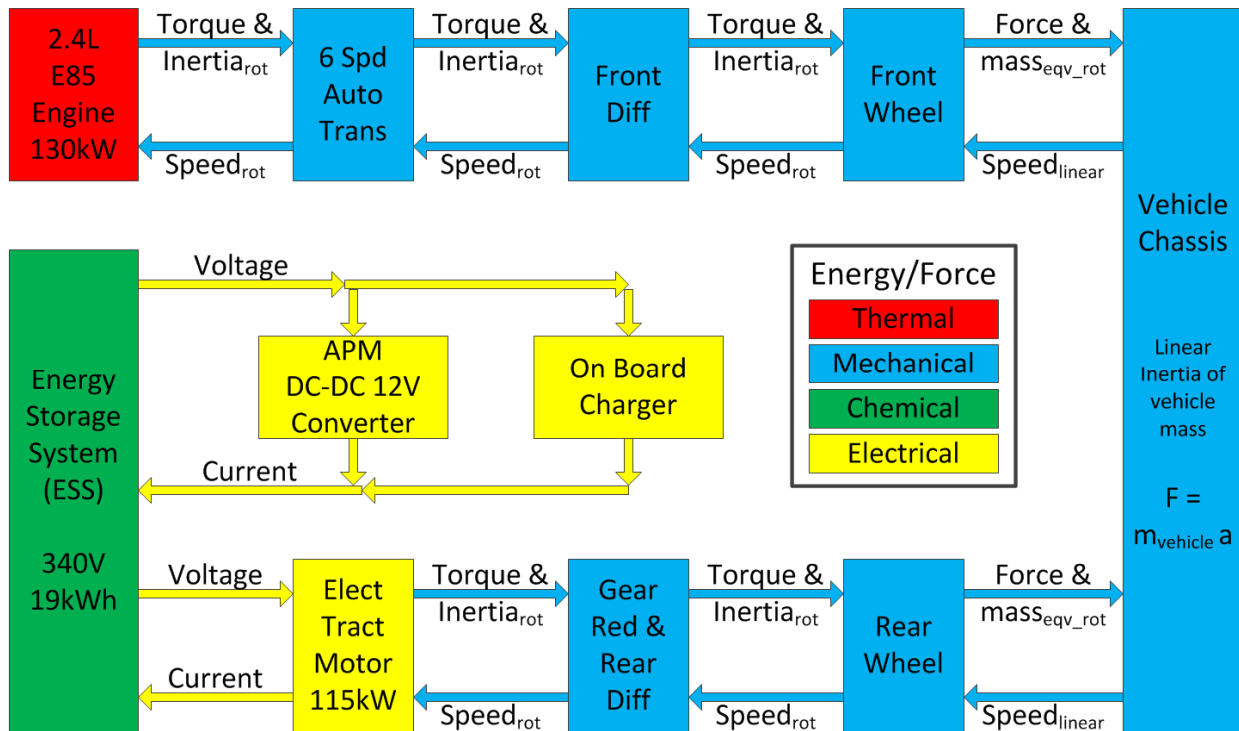 2.4L
E85
Engine
130kW
Torque &
Inertiarot
Speedrot
6 Spd
Auto
Trans
Torque &
Inertiarot
Speedrot
Front
Diff
Torque &
Inertiarot
Speedrot
Front
Wheel
Force &
masseqv_rot
Speedlinear
Vehicle
Chassis
Linear
Inertia of
vehicle
mass
F =
mvehicle a
Energy
Storage
System
(ESS)
340V
19kWh
Voltage
APM
DC-DC 12V
Converter
On Board
Charger
Current
Energy/Force
Thermal
Mechanical
Chemical
Electrical
Voltage
Current
Elect
Tract
Motor
115kW
Torque &
Inertiarot
Speedrot
Gear
Red &
Rear
Diff
Torque &
Inertiarot
Speedrot
Rear
Wheel
Force &
masseqv_rot
Speedlinear